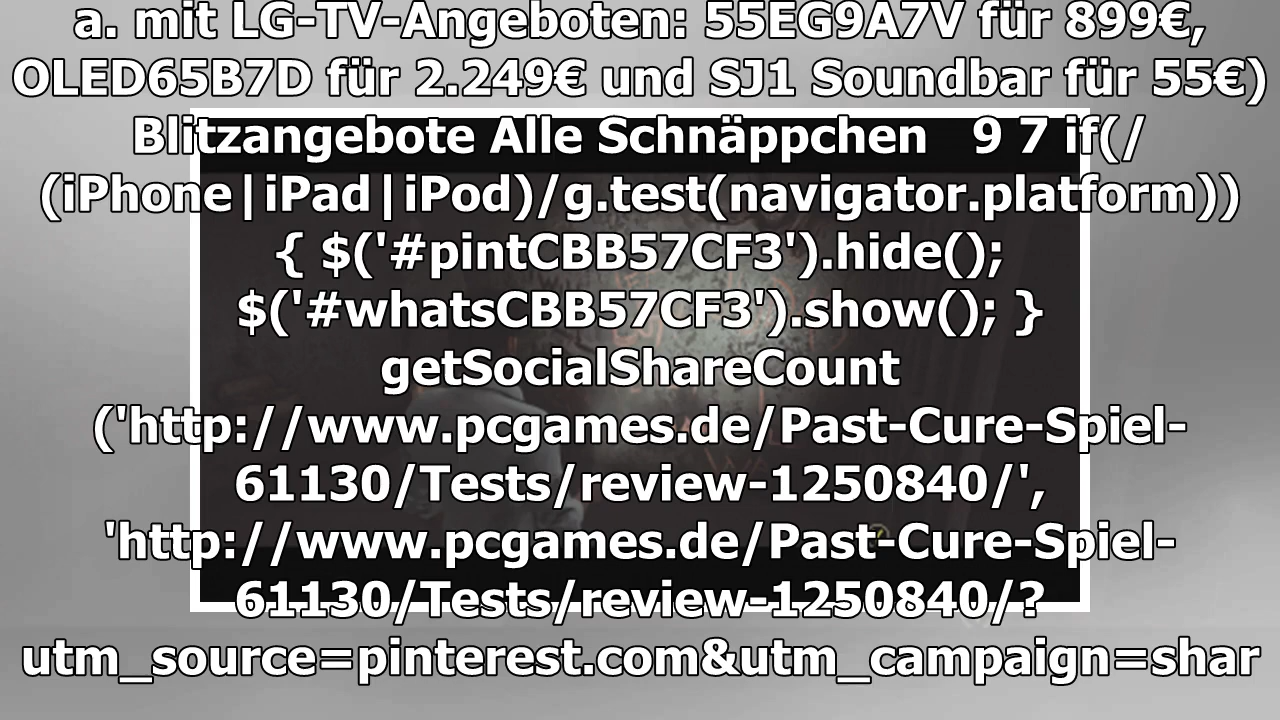 a. mit LG-TV-Angeboten: 55EG9A7V für 899€,
OLED65B7D für 2.249€ und SJ1 Soundbar für 55€)
Blitzangebote Alle Schnäppchen   9 7 if(/
(iPhone|iPad|iPod)/g.test(navigator.platform))
{ $('#pintCBB57CF3').hide();
$('#whatsCBB57CF3').show(); }
getSocialShareCount
('http://www.pcgames.de/Past-Cure-Spiel-
61130/Tests/review-1250840/',
'http://www.pcgames.de/Past-Cure-Spiel-
61130/Tests/review-1250840/?
utm_source=pinterest.com&utm_campaign=shar